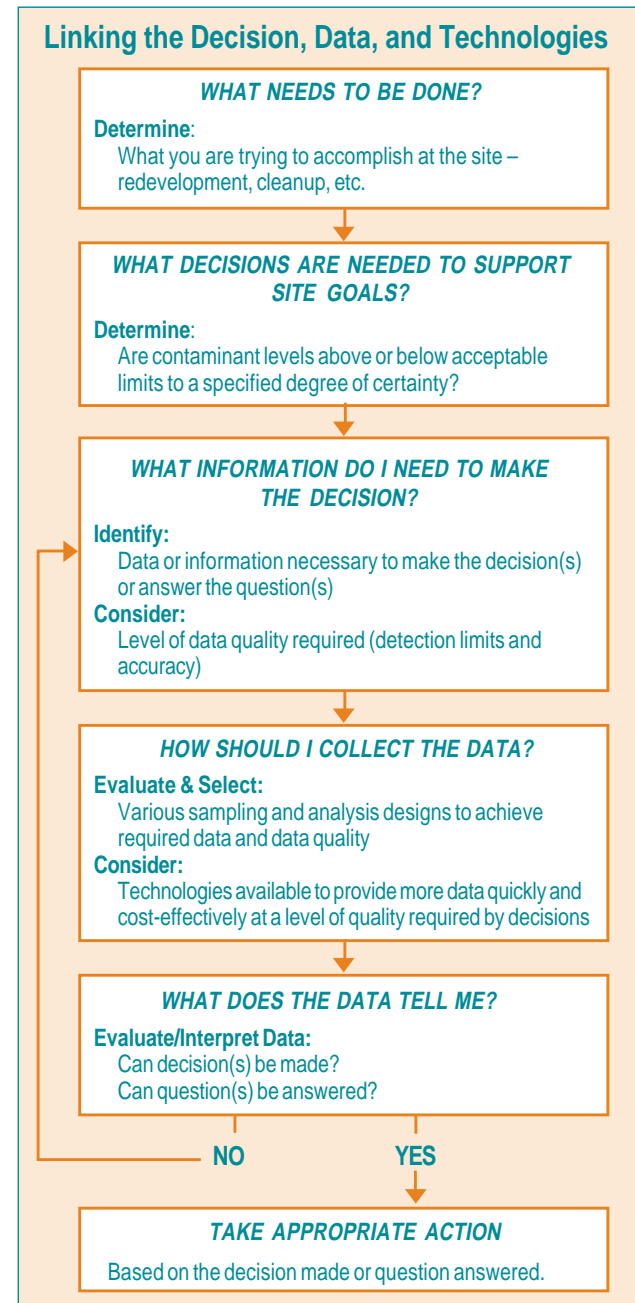 Linking the Decision, Data, and Technologies
WHAT NEEDS TO BE DONE?
Determine:
What you are trying to accomplish at the site –
redevelopment, cleanup, etc.
WHAT DECISIONS ARE NEEDED TO SUPPORT
SITE GOALS?
Determine:
Are contaminant levels above or below acceptable
limits to a specified degree of certainty?
WHAT INFORMATION DO I NEED TO MAKE
THE DECISION?
Identify:
Data or information necessary to make the decision(s)
or answer the question(s)
Consider:
Level of data quality required (detection limits and
accuracy)
HOW SHOULD I COLLECT THE DATA?
Evaluate & Select:
Various sampling and analysis designs to achieve
required data and data quality
Consider:
Technologies available to provide more data quickly and
cost-effectively at a level of quality required by decisions
WHAT DOES THE DATA TELL ME?
Evaluate/Interpret Data:
Can decision(s) be made?
Can question(s) be answered?
NO YES
TAKE APPROPRIATE ACTION
Based on the decision made or question answered.